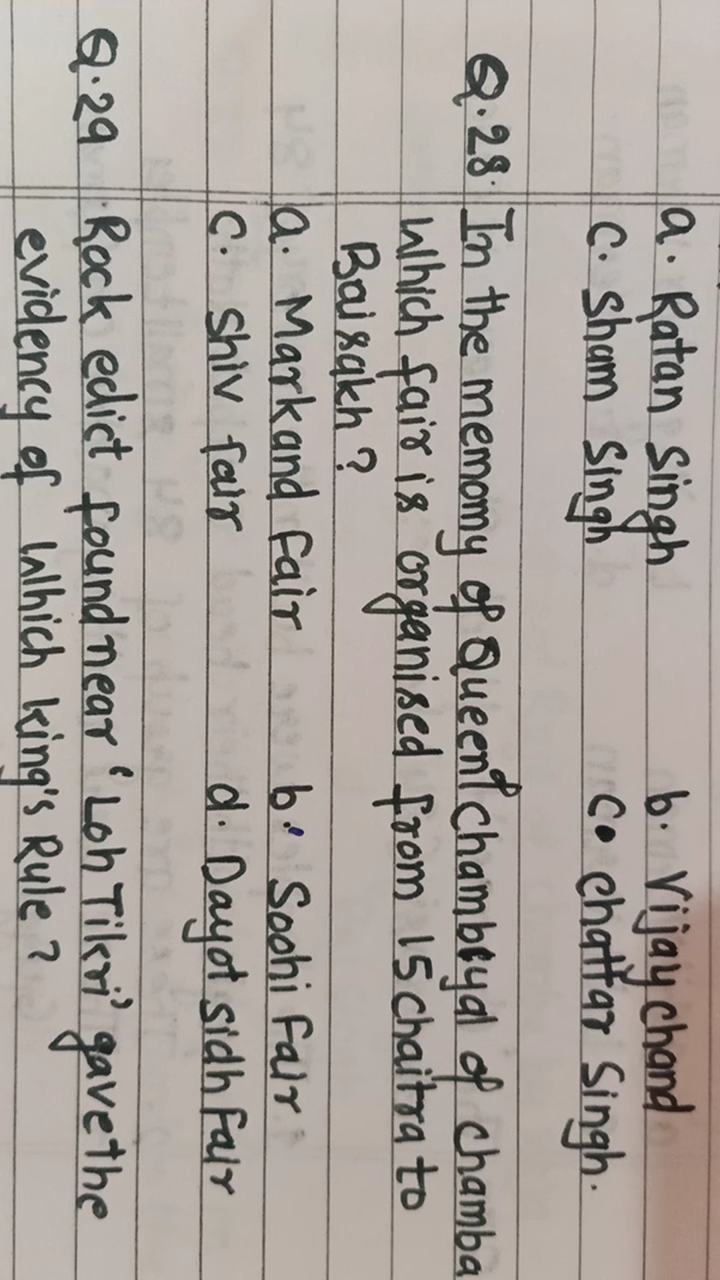 a. Ratan Singh b. Vijay chand
c. Sham Singh c. chattar Singh.
Q.28. In the memomy of Queen of chambyal of chamba
Which fair is organised from 15 chaitra to
Baisakh?
a. Markand fair b. Soohi Fair
c. Shiv fair d. Dayot sidh Fair
Q.29 Rock edict found near 'Loh Tikri' gave the
evidency of Which king's Rule?